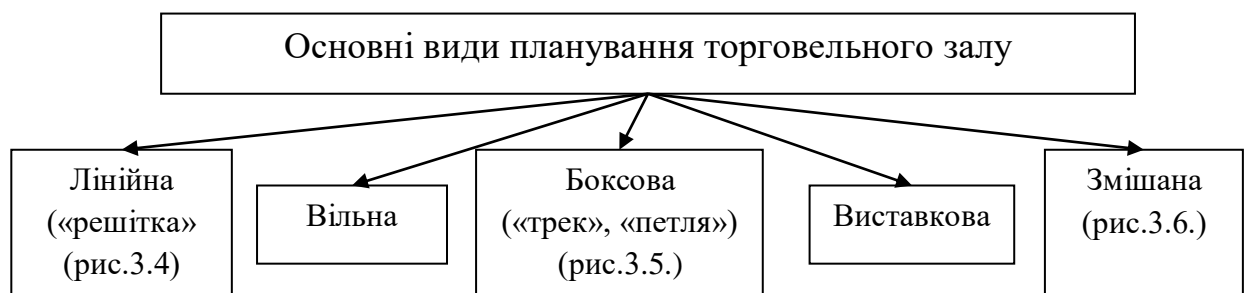 Основні види планування торговельного залу
Лінійна
(«решітка»
(рис.3.4)
Вільна
Боксова
(«трек», «петля»)
(рис.3.5.)
Виставкова
Змішана
(рис.3.6.)